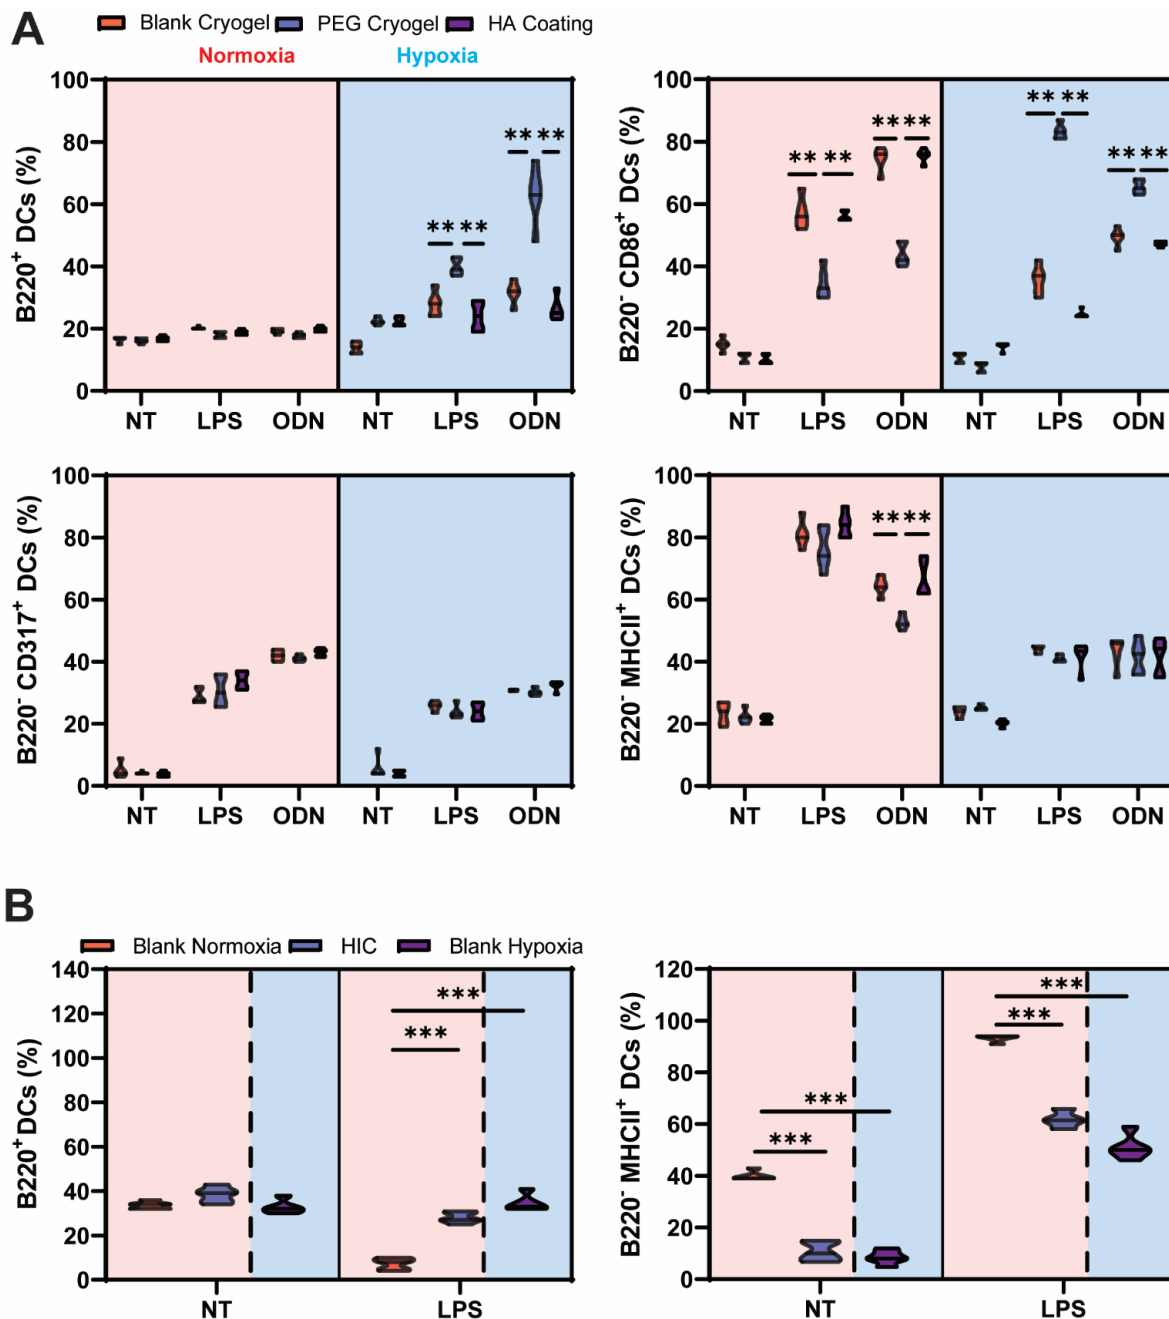 A
Blank Cryogel PEG Cryogel HA Coating
Normoxia Hypoxia
B220+ DCs (%)
100
80
60
40
20
0
** ** ** **
NT LPS ODN NT LPS ODN
B220- CD86+ DCs (%)
100
80
60
40
20
0
** ** ** ** ** ** ** **
NT LPS ODN NT LPS ODN
B220- CD317+ DCs (%)
100
80
60
40
20
0
NT LPS ODN NT LPS ODN
B220- MHCII+ DCs (%)
100
80
60
40
20
0
** **
NT LPS ODN NT LPS ODN
B
Blank Normoxia HIC Blank Hypoxia
B220+ DCs (%)
140
120
100
80
60
40
20
0
***
***
NT LPS
B220- MHCII+ DCs (%)
120
100
80
60
40
20
0
***
***
***
***
NT LPS